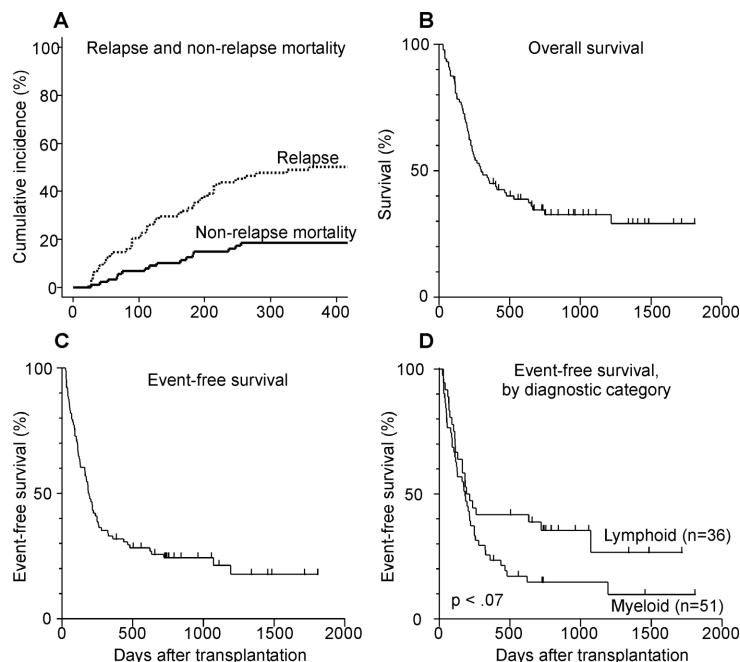 A
Relapse and non-relapse mortality
Cumulative incidence (%)
100
80
60
40
20
0
Relapse
Non-relapse mortality
0 100 200 300 400
B
Overall survival
Survival (%)
100
50
0
0 500 1000 1500 2000
C
Event-free survival
Event-free survival (%)
100
50
0
0 500 1000 1500 2000
Days after transplantation
D
Event-free survival,
by diagnostic category
Event-free survival (%)
100
50
0
Lymphoid (n=36)
Myeloid (n=51)
p < .07
0 500 1000 1500 2000
Days after transplantation